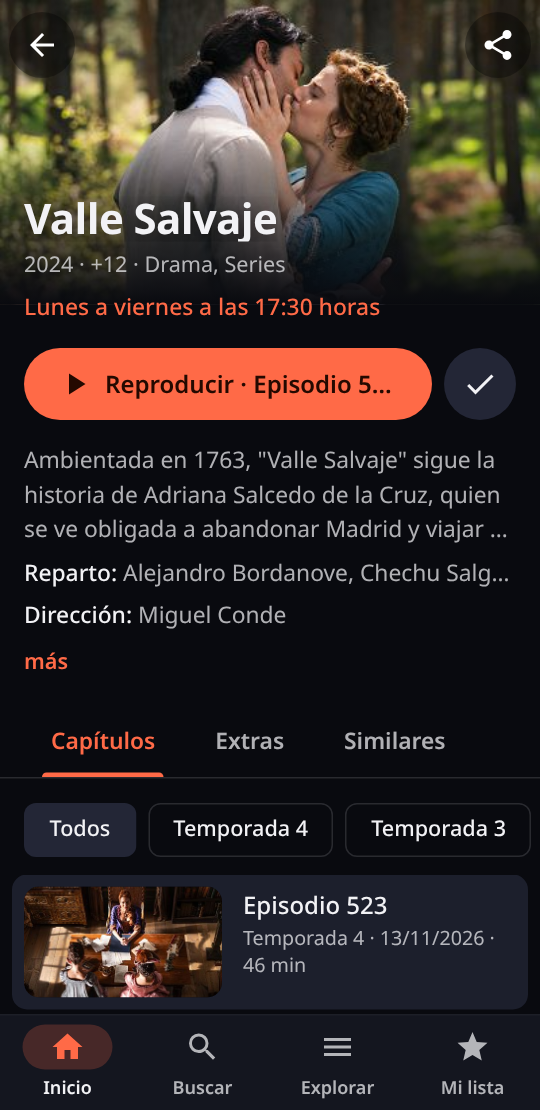 Valle Salvaje
2024 · +12 · Drama, Series
Lunes a viernes a las 17:30 horas
Reproducir · Episodio 5...
Ambientada en 1763, "Valle Salvaje" sigue la
historia de Adriana Salcedo de la Cruz, quien
se ve obligada a abandonar Madrid y viajar ...
Reparto: Alejandro Bordanove, Chechu Salg...
Dirección: Miguel Conde
más
Capítulos Extras Similares
Todos Temporada 4 Temporada 3
Episodio 523
Temporada 4 · 13/11/2026 ·
46 min
Inicio Buscar Explorar Mi lista